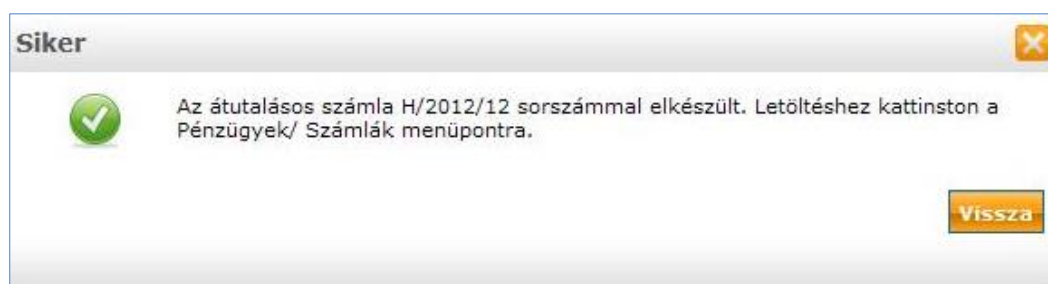 Siker
Az átutalásos számla H/2012/12 sorszámmal elkészült. Letöltéshez kattinston a
Pénzügyek/ Számlák menüpontra.
Vissza